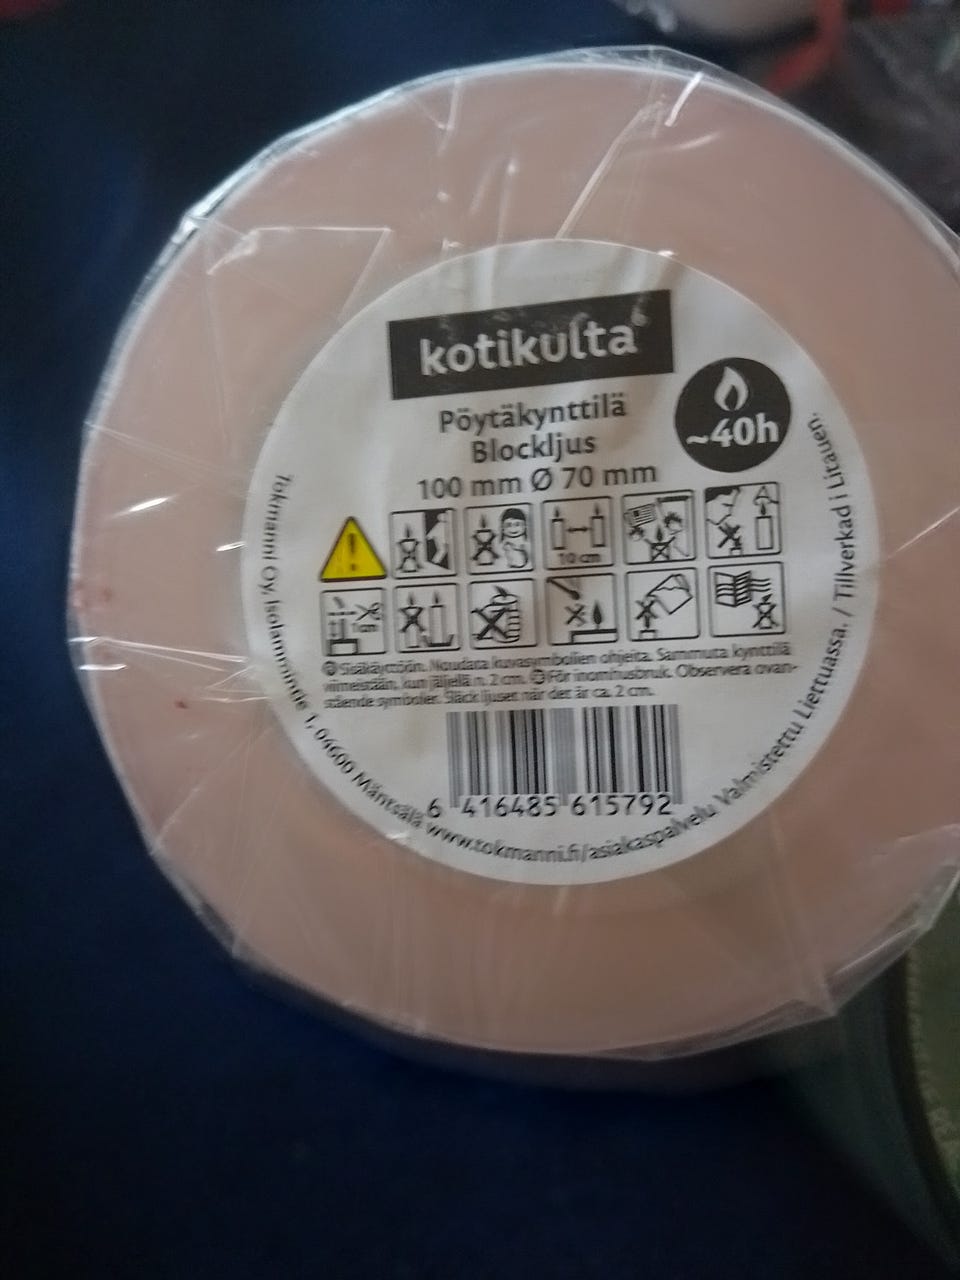 kotikulta
Pöytäkynttilä
Blockljus
100 mm Ø 70 mm
~40h
10 cm
1 cm
Sisäkäyttöön. Noudata kuvasymbolien ohjeita. Sammuta kynttilä
viimeistään, kun jäljellä n. 2 cm. För inomhusbruk. Observera ovan-
stående symboler. Släck ljuset när det är ca. 2 cm.
6 416485 615792
Tokmanni Oy, Isolammintie 1, 04600 Mäntsälä www.tokmanni.fi/asiakaspalvelu Valmistettu Liettuassa. / Tillverkad i Litauen.